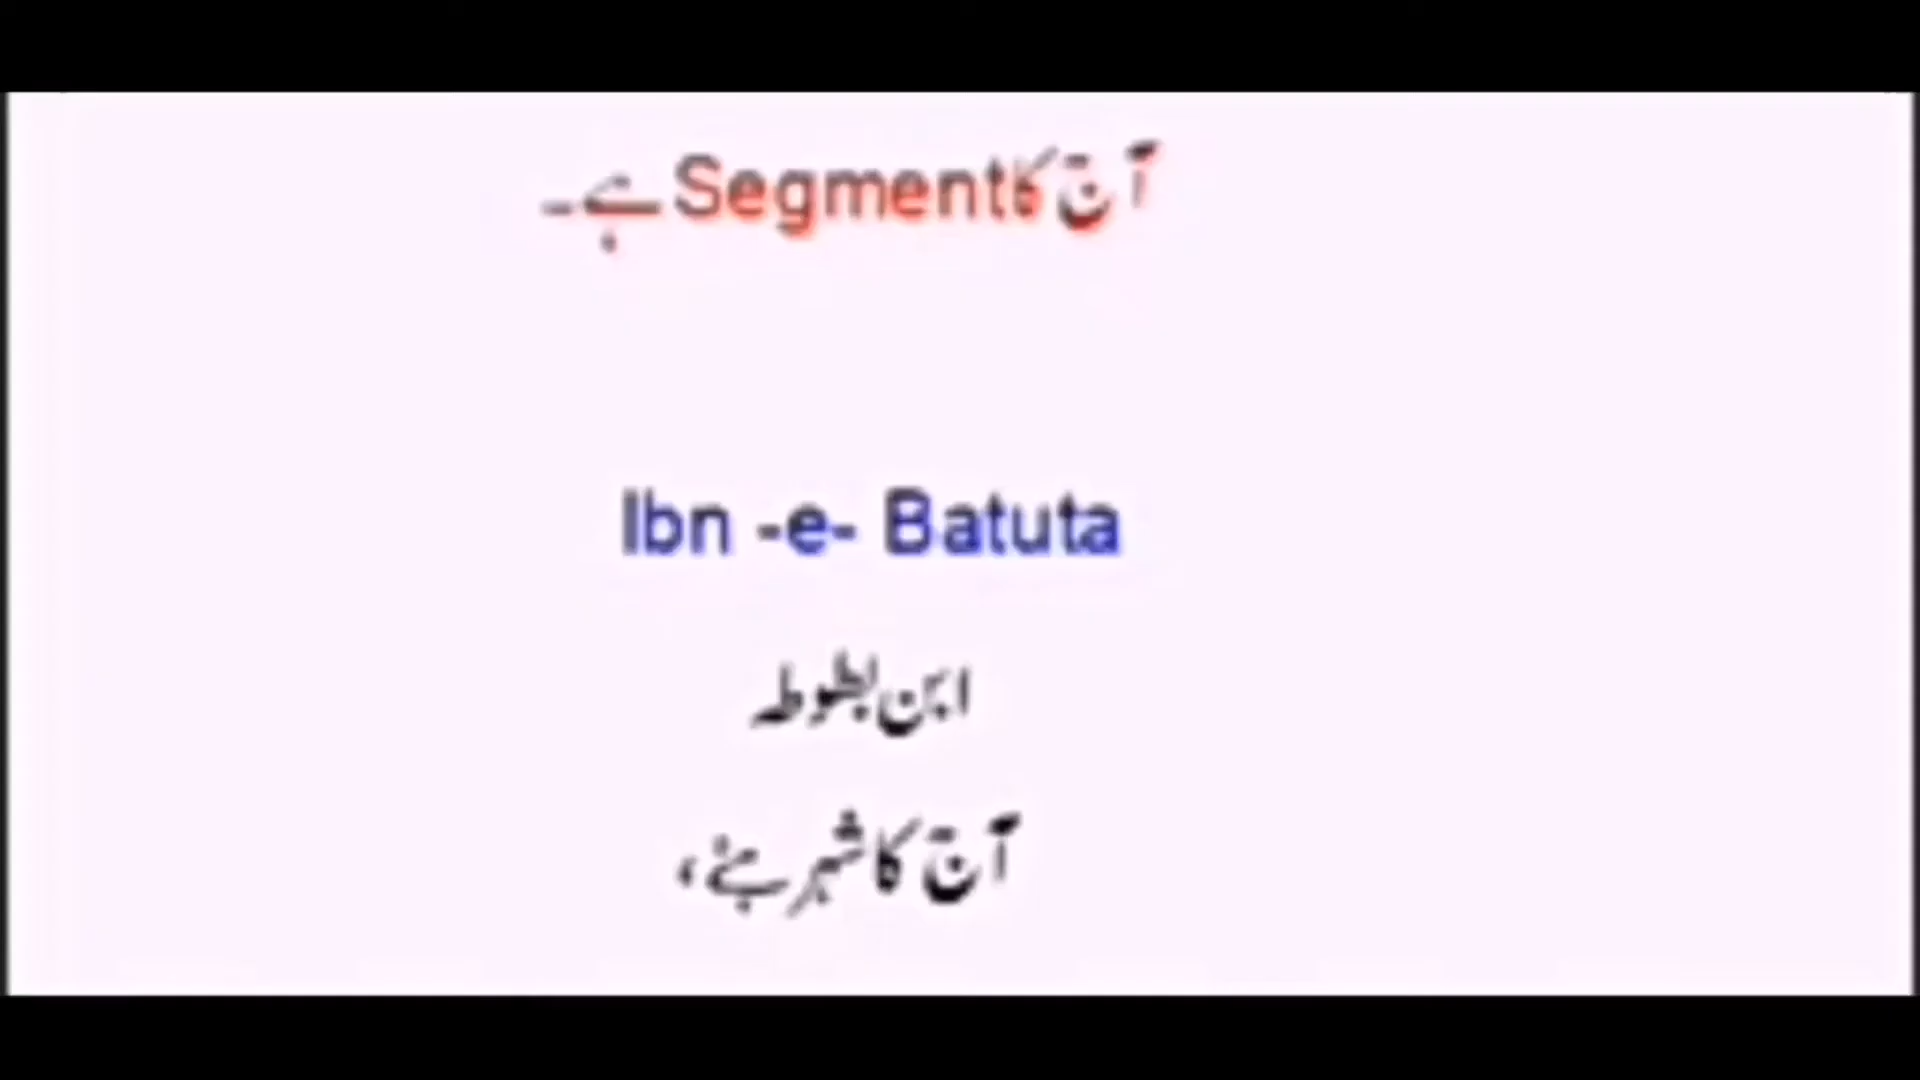 آج کا Segment ہے۔
Ibn -e- Batuta
ابن بطوطہ
آج کا شہر ہے،